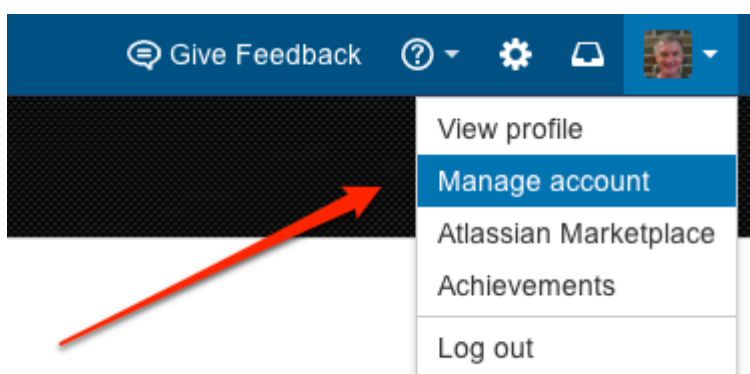 Give Feedback
View profile
Manage account
Atlassian Marketplace
Achievements
Log out